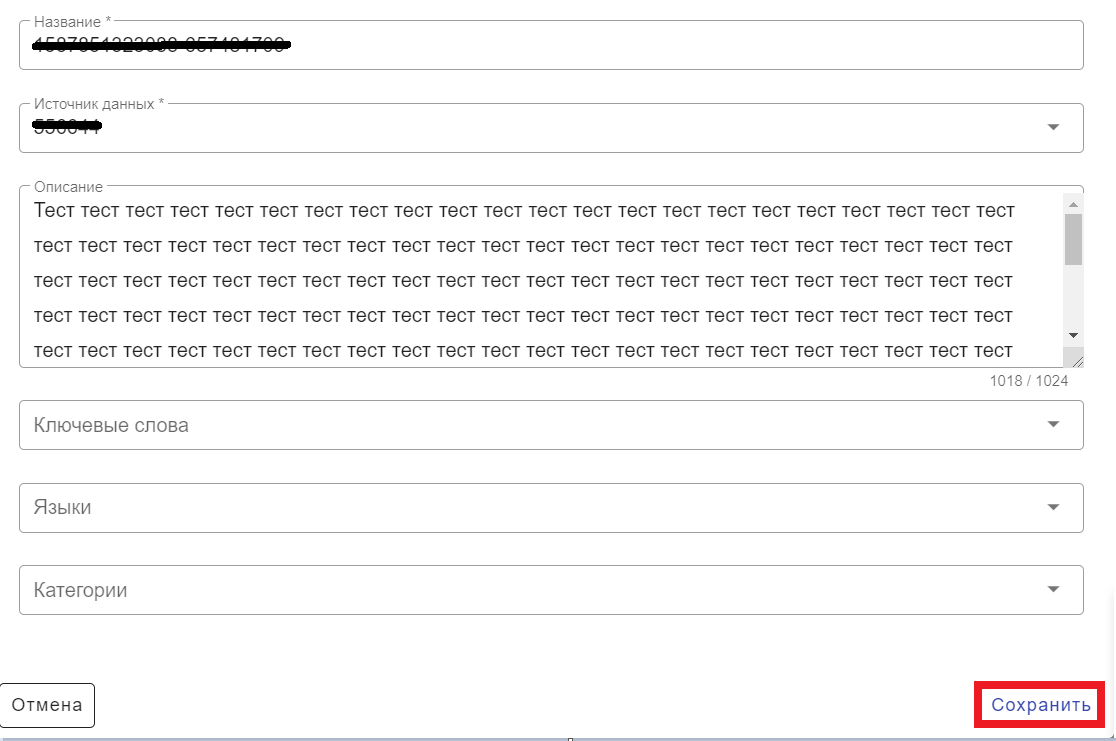 Название *
Источник данных *
Описание
Тест тест тест тест тест тест тест тест тест тест тест тест тест тест тест тест тест тест тест тест тест тест
тест тест тест тест тест тест тест тест тест тест тест тест тест тест тест тест тест тест тест тест тест тест
тест тест тест тест тест тест тест тест тест тест тест тест тест тест тест тест тест тест тест тест тест тест
тест тест тест тест тест тест тест тест тест тест тест тест тест тест тест тест тест тест тест тест тест тест
тест тест тест тест тест тест тест тест тест тест тест тест тест тест тест тест тест тест тест тест тест тест
1018 / 1024
Ключевые слова
Языки
Категории
Отмена
Сохранить